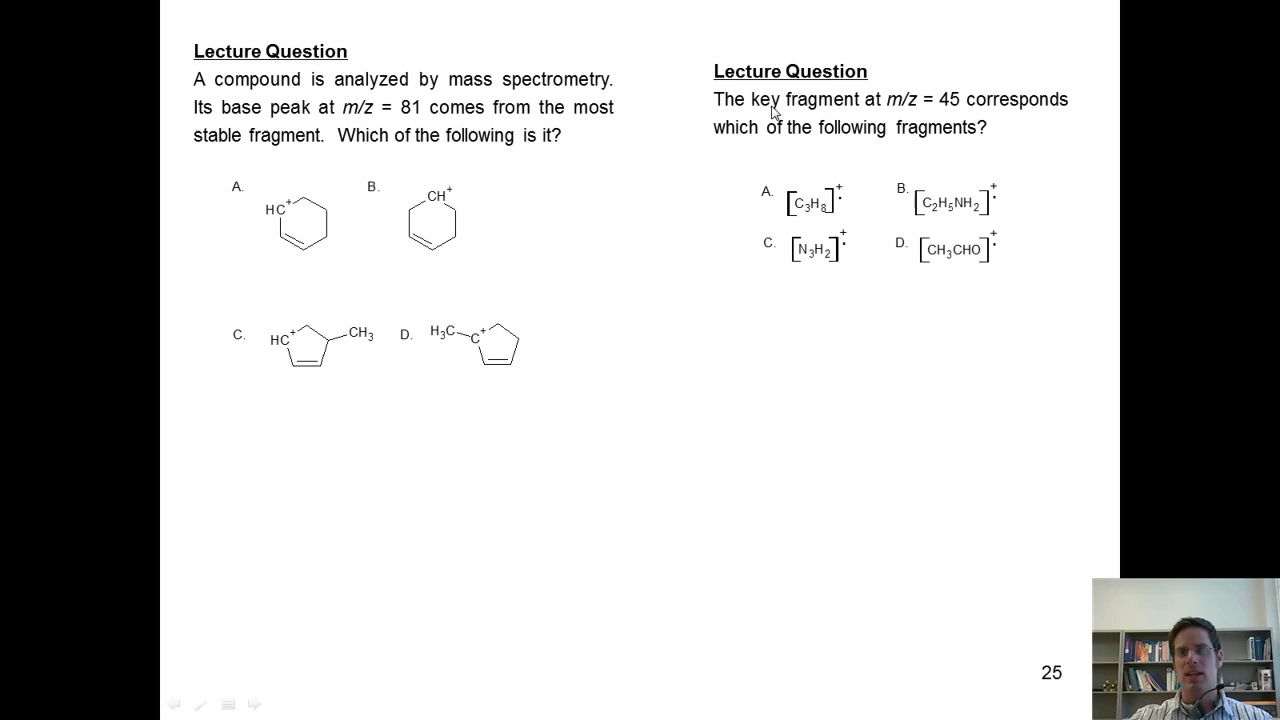 Lecture Question
A compound is analyzed by mass spectrometry.
Its base peak at m/z = 81 comes from the most
stable fragment. Which of the following is it?
A.
HC+
B.
CH+
C.
HC+
CH3
D.
H3C
C+
Lecture Question
The key fragment at m/z = 45 corresponds
which of the following fragments?
A. [C3H8]+•
B. [C2H5NH2]+•
C. [N3H2]+•
D. [CH3CHO]+•
25